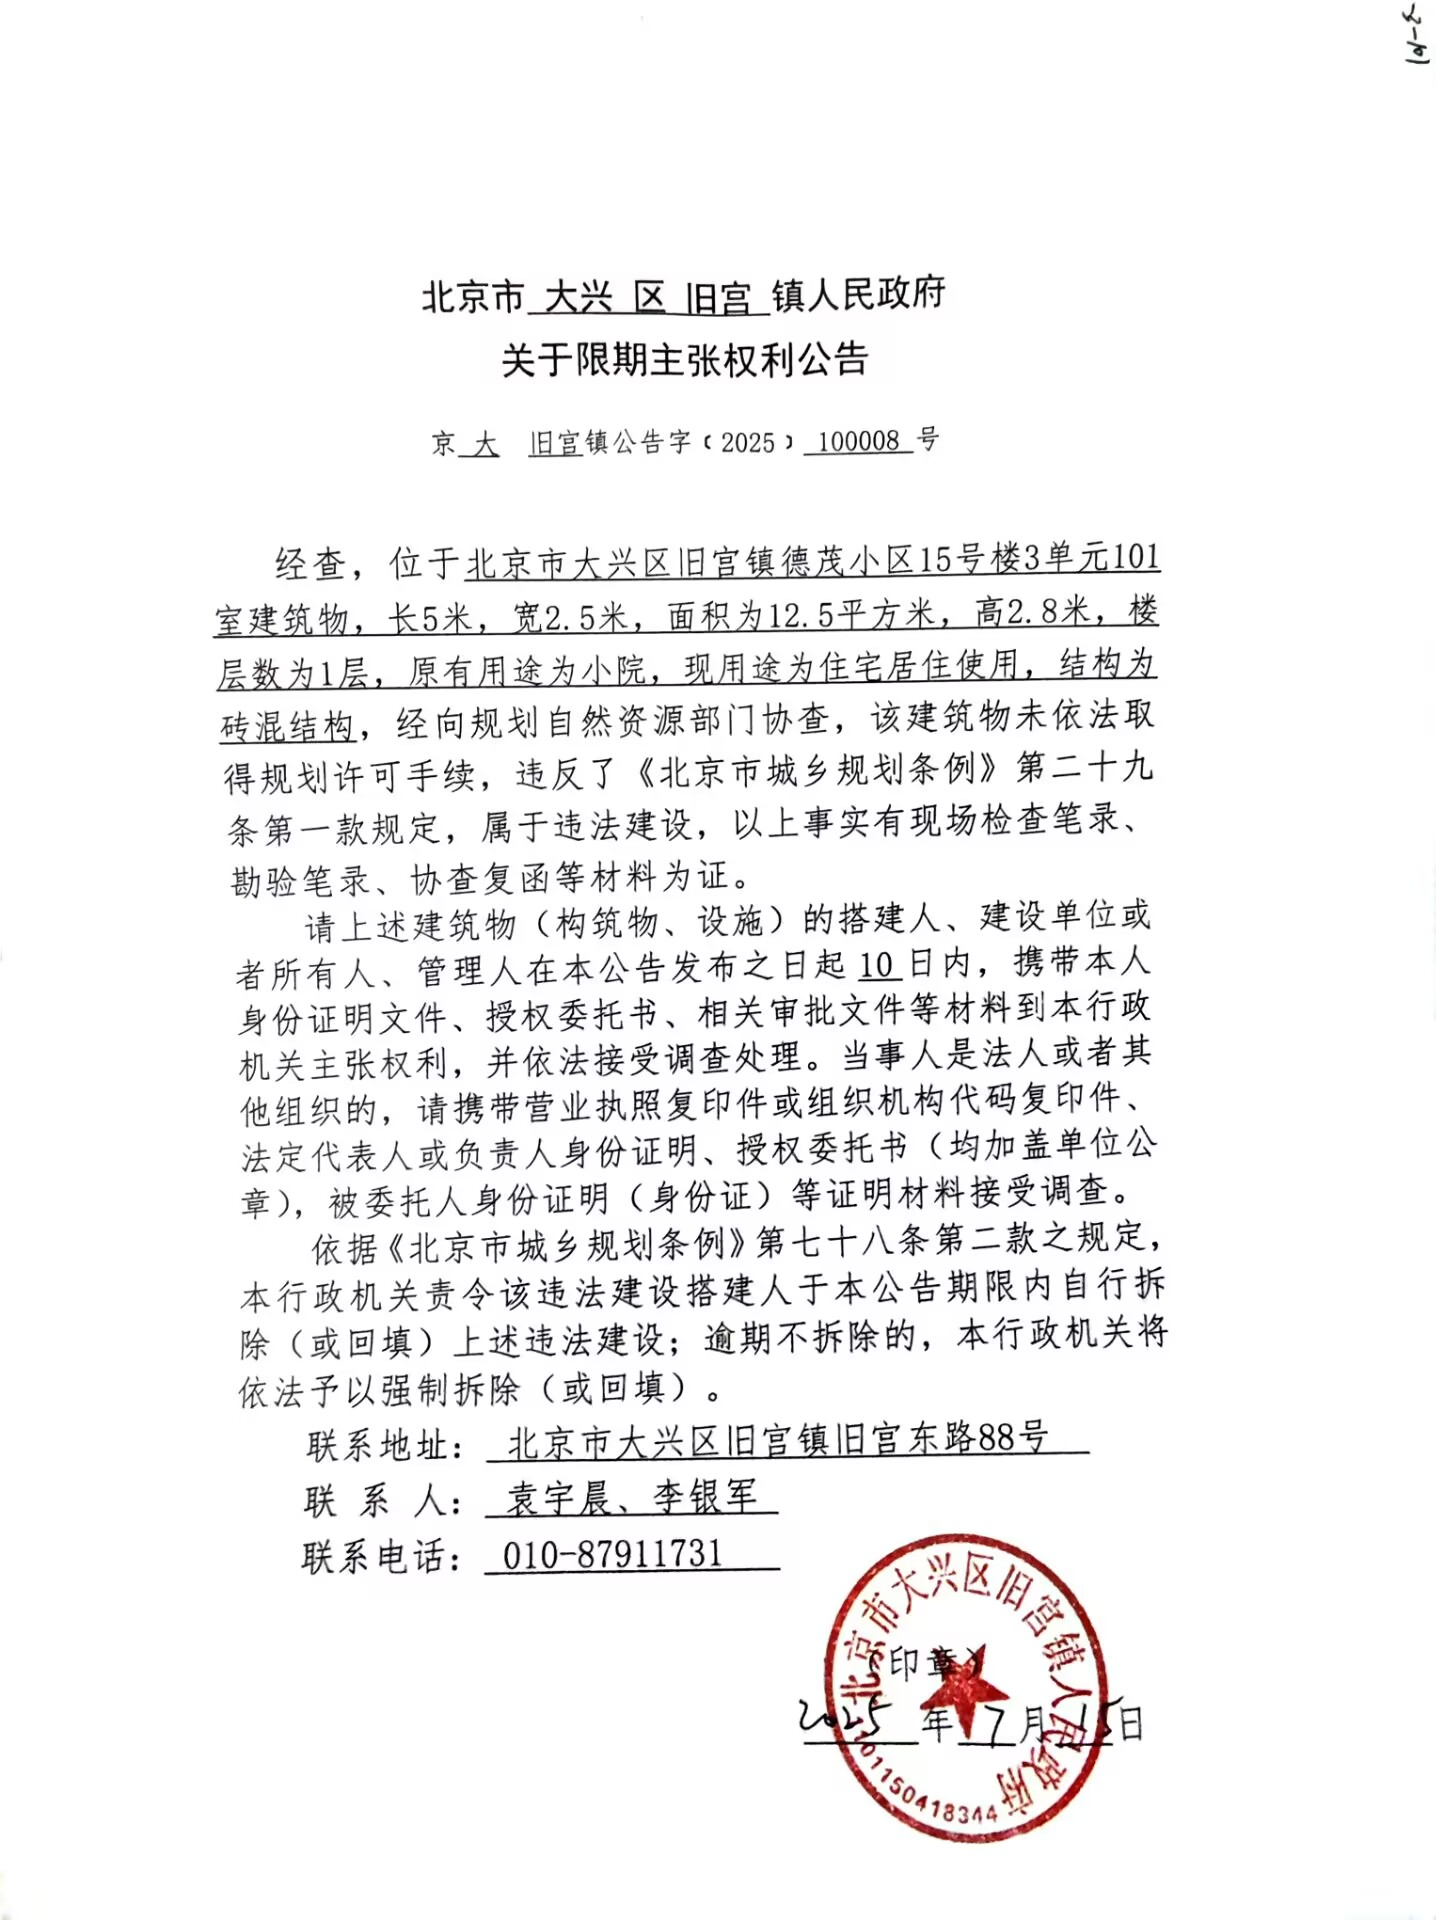 3-101
北京市 大兴 区 旧宫 镇人民政府
关于限期主张权利公告
京 大 旧宫镇公告字﹝2025﹞ 100008 号
经查，位于北京市大兴区旧宫镇德茂小区15号楼3单元101
室建筑物，长5米，宽2.5米，面积为12.5平方米，高2.8米，楼
层数为1层，原有用途为小院，现用途为住宅居住使用，结构为
砖混结构，经向规划自然资源部门协查，该建筑物未依法取
得规划许可手续，违反了《北京市城乡规划条例》第二十九
条第一款规定，属于违法建设，以上事实有现场检查笔录、
勘验笔录、协查复函等材料为证。
请上述建筑物（构筑物、设施）的搭建人、建设单位或
者所有人、管理人在本公告发布之日起 10 日内，携带本人
身份证明文件、授权委托书、相关审批文件等材料到本行政
机关主张权利，并依法接受调查处理。当事人是法人或者其
他组织的，请携带营业执照复印件或组织机构代码复印件、
法定代表人或负责人身份证明、授权委托书（均加盖单位公
章），被委托人身份证明（身份证）等证明材料接受调查。
依据《北京市城乡规划条例》第七十八条第二款之规定，
本行政机关责令该违法建设搭建人于本公告期限内自行拆
除（或回填）上述违法建设；逾期不拆除的，本行政机关将
依法予以强制拆除（或回填）。
联系地址： 北京市大兴区旧宫镇旧宫东路88号
联 系 人： 袁宇晨、李银军
联系电话： 010-87911731
北京市大兴区旧宫镇人民政府
（印章）
2025 年 7 月 15 日
1101150418344